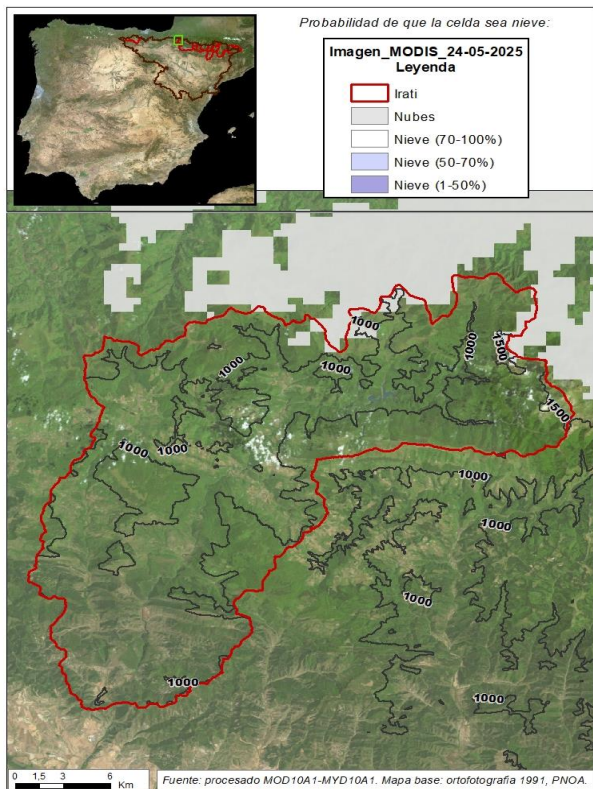 Probabilidad de que la celda sea nieve:
Imagen_MODIS_24-05-2025
Leyenda
Irati
Nubes
Nieve (70-100%)
Nieve (50-70%)
Nieve (1-50%)
1000
1000
1500
1000
1000
1500
1000
1000
1000
1000
1000
1000
0 1,5 3 6
Km
Fuente: procesado MOD10A1-MYD10A1. Mapa base: ortofotografia 1991, PNOA.